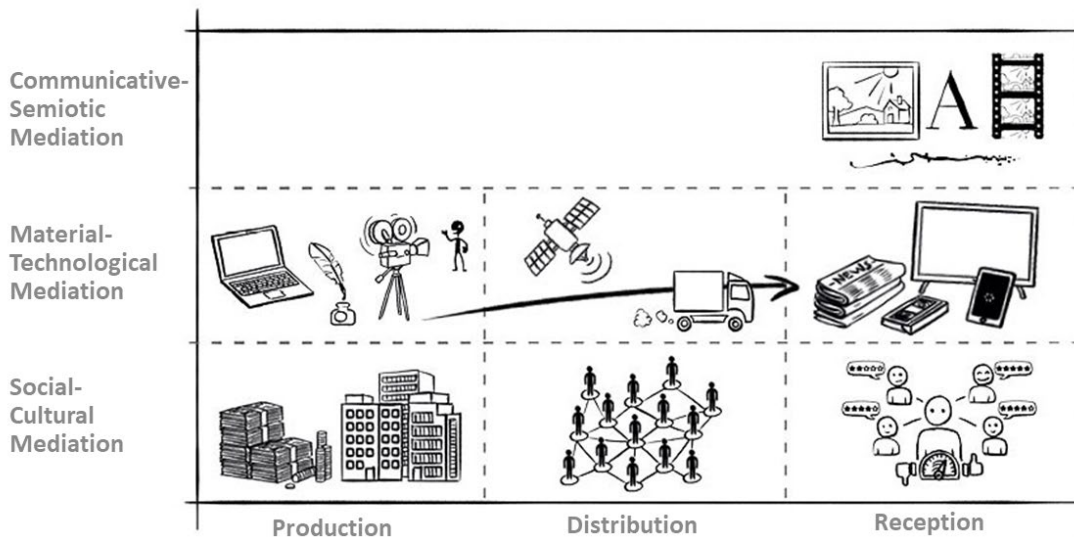 Communicative-
Semiotic
Mediation
A
Material-
Technological
Mediation
NEWS
Social-
Cultural
Mediation
Production
Distribution
Reception